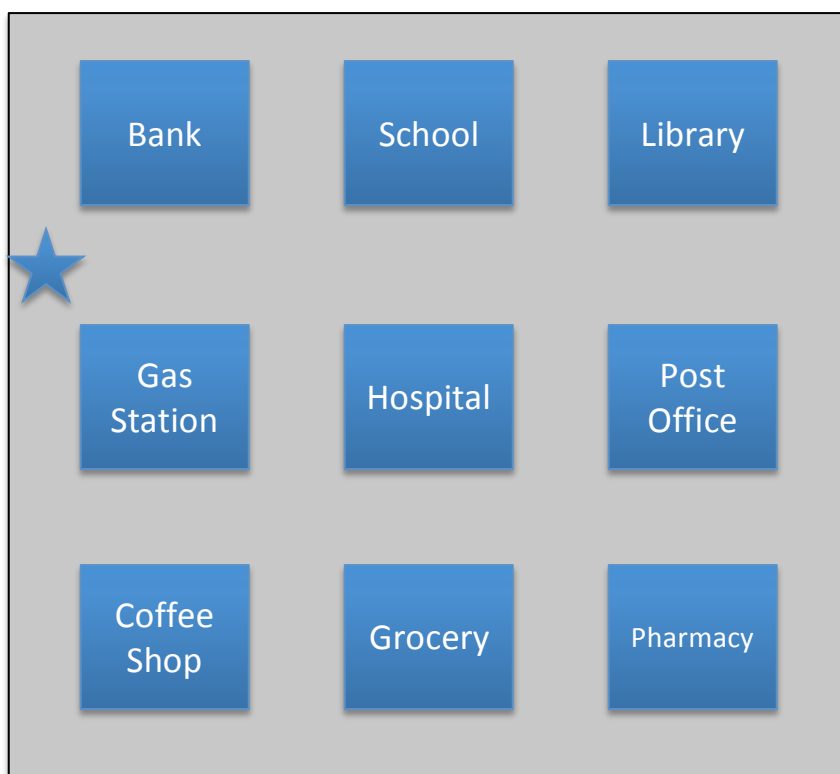 Bank
School
Library
Gas
Station
Hospital
Post
Office
Coffee
Shop
Grocery
Pharmacy